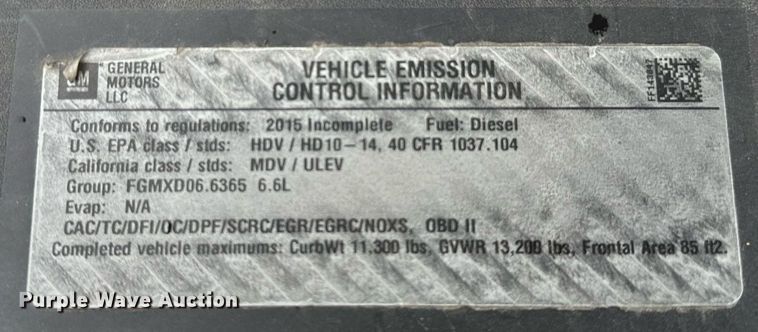 GM
GENERAL
MOTORS
LLC
VEHICLE EMISSION
CONTROL INFORMATION
Conforms to regulations: 2015 Incomplete Fuel: Diesel
U.S. EPA class / stds: HDV / HD10-14, 40 CFR 1037.104
California class / stds: MDV / ULEV
Group: FGMXD06.6365 6.6L
Evap: N/A
CAC/TC/DFI/OC/DPF/SCRC/EGR/EGRC/NOXS, OBD II
Completed vehicle maximums: CurbWt 11,300 lbs, GVWR 13,200 lbs, Frontal Area 85 ft2.
Purple Wave Auction